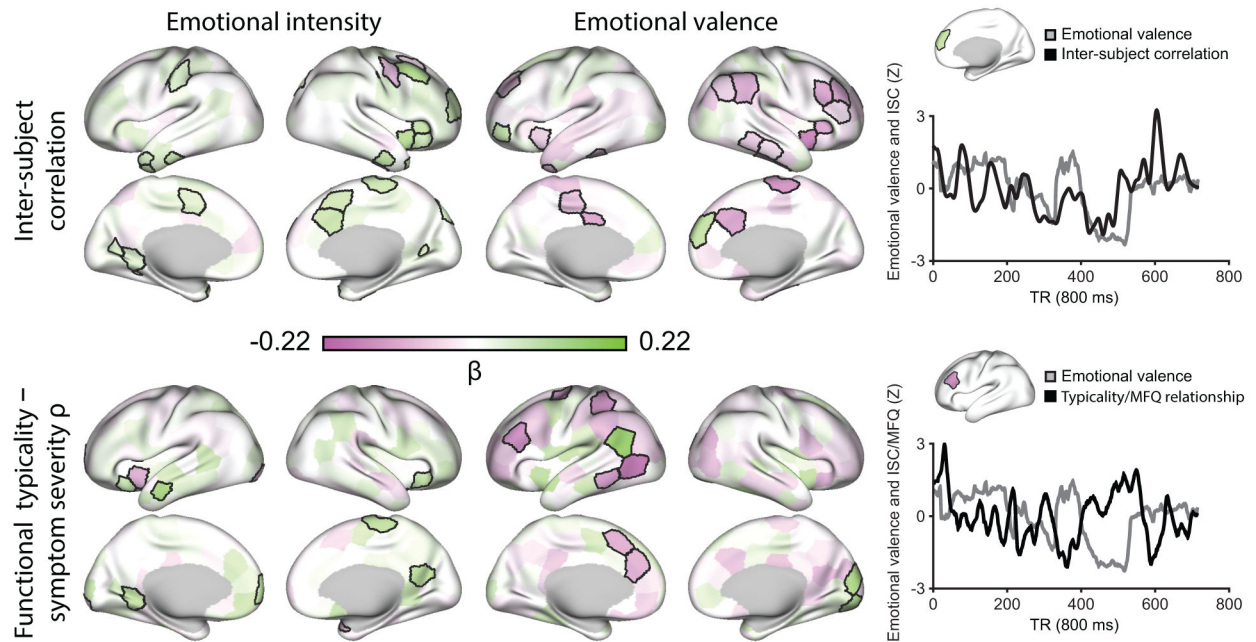 Emotional intensity
Emotional valence
Inter-subject
correlation
Emotional valence
Inter-subject correlation
Emotional valence and ISC (Z)
3
0
-3
0
200
400
600
800
TR (800 ms)
-0.22
0.22
β
Functional typicality –
symptom severity ρ
Emotional valence
Typicality/MFQ relationship
Emotional valence and ISC/MFQ (Z)
3
0
-3
0
200
400
600
800
TR (800 ms)